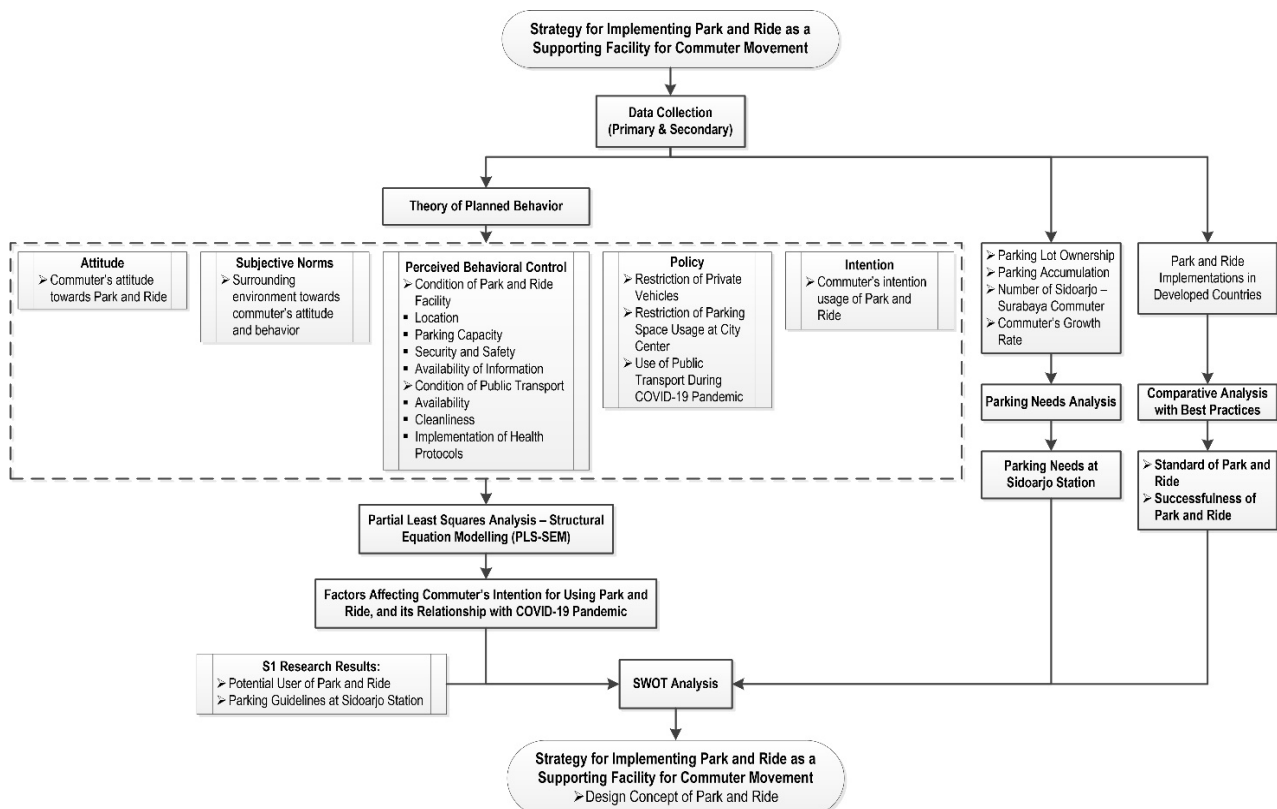 Strategy for Implementing Park and Ride as a
Supporting Facility for Commuter Movement
Data Collection
(Primary & Secondary)
Theory of Planned Behavior
Attitude
➢ Commuter's attitude
towards Park and Ride
Subjective Norms
➢ Surrounding
environment towards
commuter's attitude
and behavior
Perceived Behavioral Control
➢ Condition of Park and Ride
Facility
▪ Location
▪ Parking Capacity
▪ Security and Safety
▪ Availability of Information
➢ Condition of Public Transport
▪ Availability
▪ Cleanliness
▪ Implementation of Health
Protocols
Policy
➢ Restriction of Private
Vehicles
➢ Restriction of Parking
Space Usage at City
Center
➢ Use of Public
Transport During
COVID-19 Pandemic
Intention
➢ Commuter's intention
usage of Park and
Ride
➢ Parking Lot Ownership
➢ Parking Accumulation
➢ Number of Sidoarjo –
Surabaya Commuter
➢ Commuter's Growth
Rate
Park and Ride
Implementations in
Developed Countries
Parking Needs Analysis
Comparative Analysis
with Best Practices
Parking Needs at
Sidoarjo Station
➢ Standard of Park and
Ride
➢ Successfulness of
Park and Ride
Partial Least Squares Analysis – Structural
Equation Modelling (PLS-SEM)
Factors Affecting Commuter's Intention for Using Park and
Ride, and its Relationship with COVID-19 Pandemic
S1 Research Results:
➢ Potential User of Park and Ride
➢ Parking Guidelines at Sidoarjo Station
SWOT Analysis
Strategy for Implementing Park and Ride as a
Supporting Facility for Commuter Movement
➢ Design Concept of Park and Ride